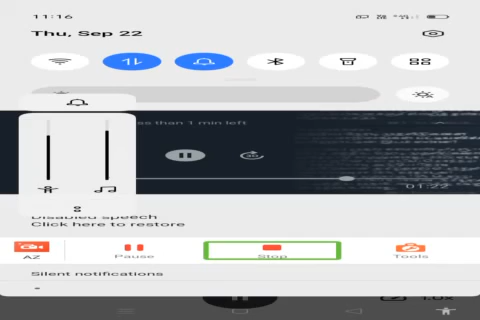 11:16
Thu, Sep 22
ss than 1 min left
01:22
Disabled speech
Click here to restore
AZ
Pause
Stop
Tools
Silent notifications
1.0x